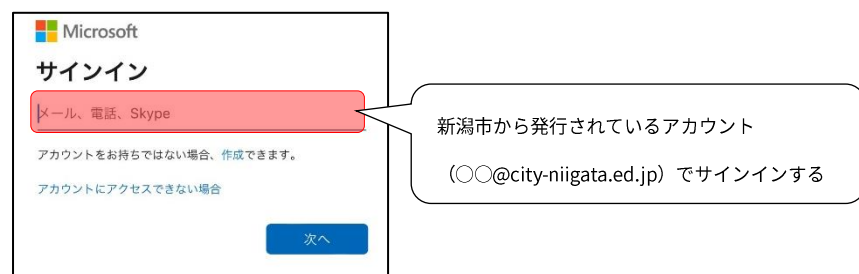 Microsoft
サインイン
メール、電話、Skype
アカウントをお持ちではない場合、作成できます。
アカウントにアクセスできない場合
次へ
新潟市から発行されているアカウント
（○○@city-niigata.ed.jp）でサインインする